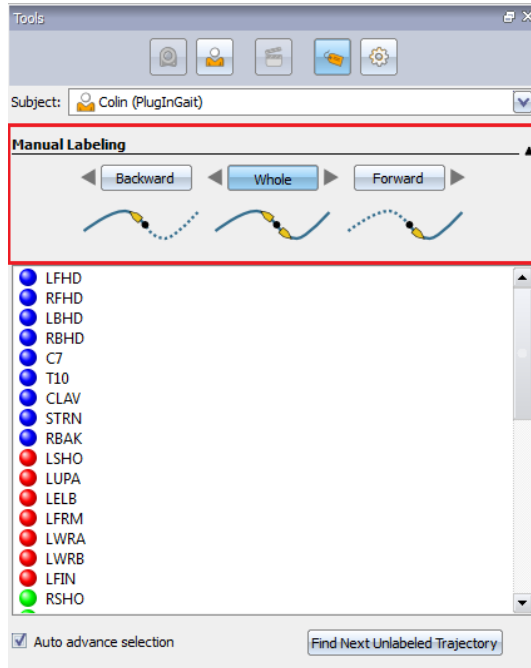 Tools
Subject: Colin (PlugInGait)
Manual Labeling
Backward Whole Forward
LFHD
RFHD
LBHD
RBHD
C7
T10
CLAV
STRN
RBAK
LSHO
LUPA
LELB
LFRM
LWRA
LWRB
LFIN
RSHO
Auto advance selection Find Next Unlabeled Trajectory